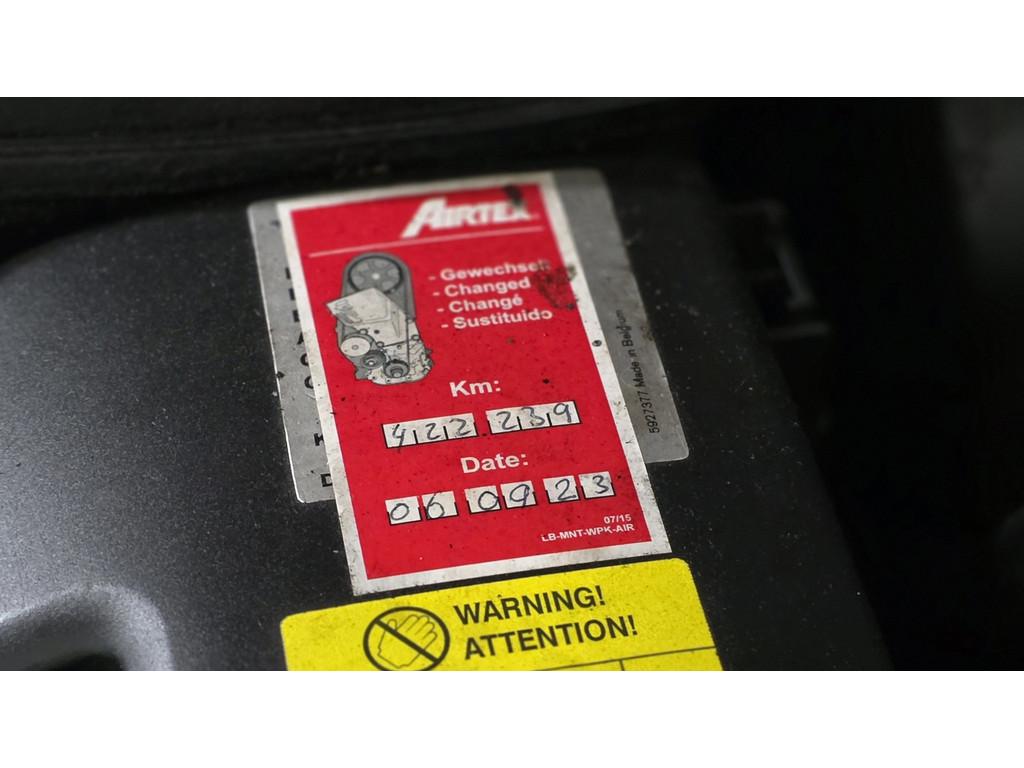 AIRTEX
- Gewechselt
- Changed
- Changé
- Sustituido
Km:
422.239
Date:
06 09 23
07/15
LB-MNT-WPK-AIR
5927377 Made in Belgium
WARNING!
ATTENTION!